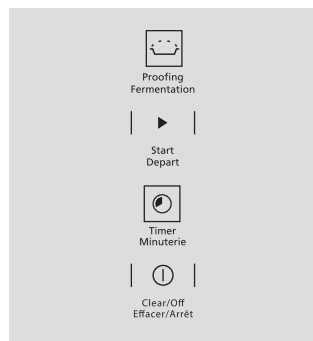 Proofing
Fermentation
Start
Depart
Timer
Minuterie
Clear/Off
Effacer/Arrêt